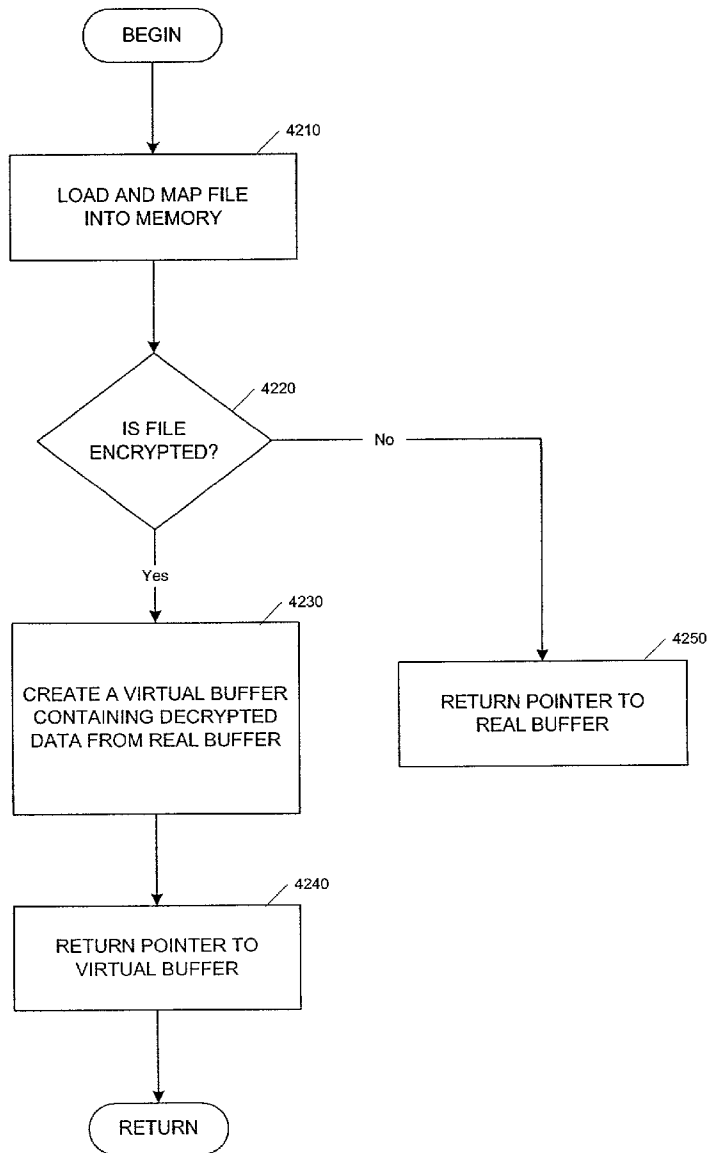 BEGIN
4210
LOAD AND MAP FILE
INTO MEMORY
4220
IS FILE
ENCRYPTED?
No
Yes
4230
CREATE A VIRTUAL BUFFER
CONTAINING DECRYPTED
DATA FROM REAL BUFFER
4250
RETURN POINTER TO
REAL BUFFER
4240
RETURN POINTER TO
VIRTUAL BUFFER
RETURN